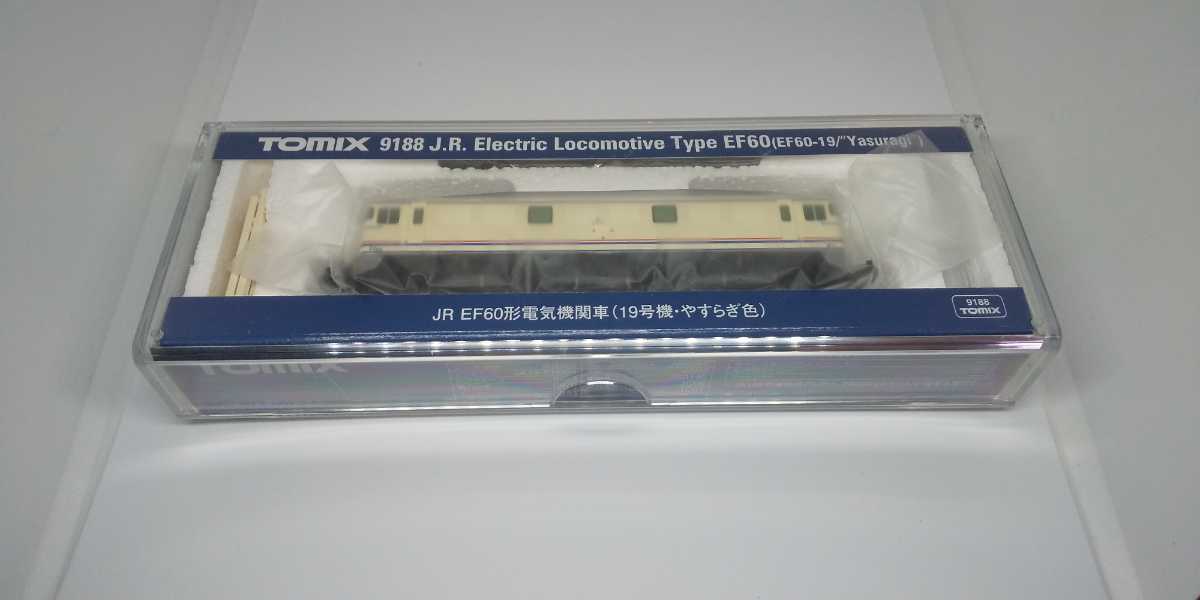 TOMIX 9188 J.R. Electric Locomotive Type EF60(EF60-19/"Yasuragi")
JR EF60形電気機関車(19号機・やすらぎ色)
9188
TOMIX
TOMIX